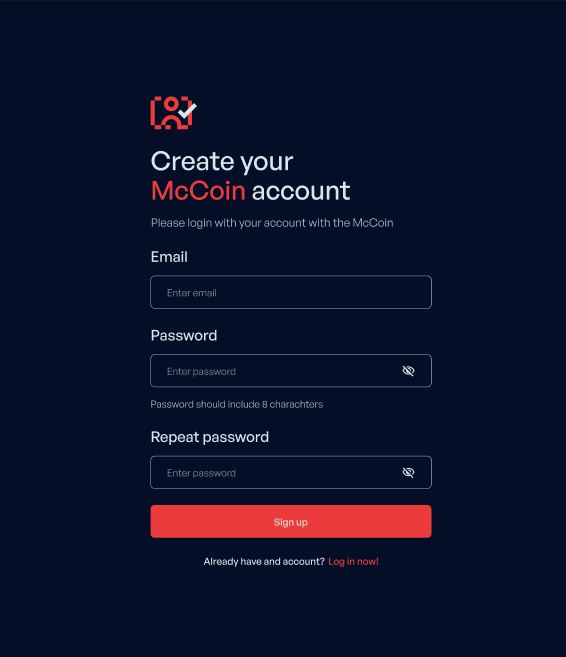 Create your
McCoin account
Please login with your account with the McCoin
Email
Enter email
Password
Enter password
Password should include 8 charachters
Repeat password
Enter password
Sign up
Already have and account? Log in now!